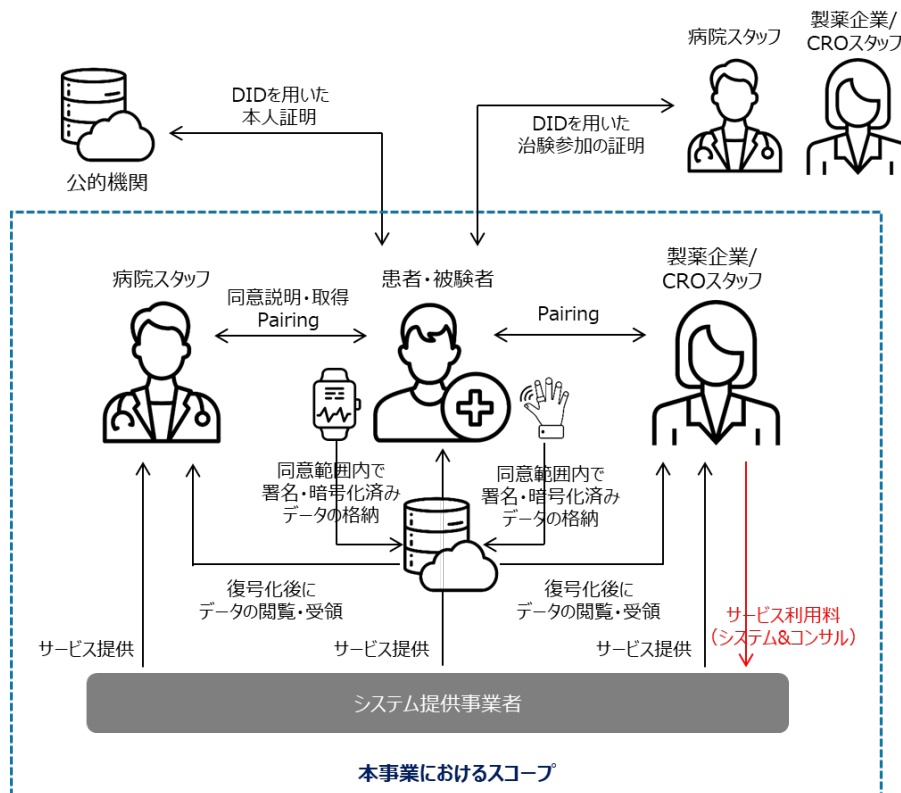 病院スタッフ
製薬企業/
CROスタッフ
DIDを用いた
本人証明
DIDを用いた
治験参加の証明
公的機関
病院スタッフ
同意説明・取得
Pairing
患者・被験者
Pairing
製薬企業/
CROスタッフ
同意範囲内で
署名・暗号化済み
データの格納
同意範囲内で
署名・暗号化済み
データの格納
復号化後に
データの閲覧・受領
復号化後に
データの閲覧・受領
サービス提供
サービス提供
サービス提供
サービス利用料
(システム&コンサル)
システム提供事業者
本事業におけるスコープ